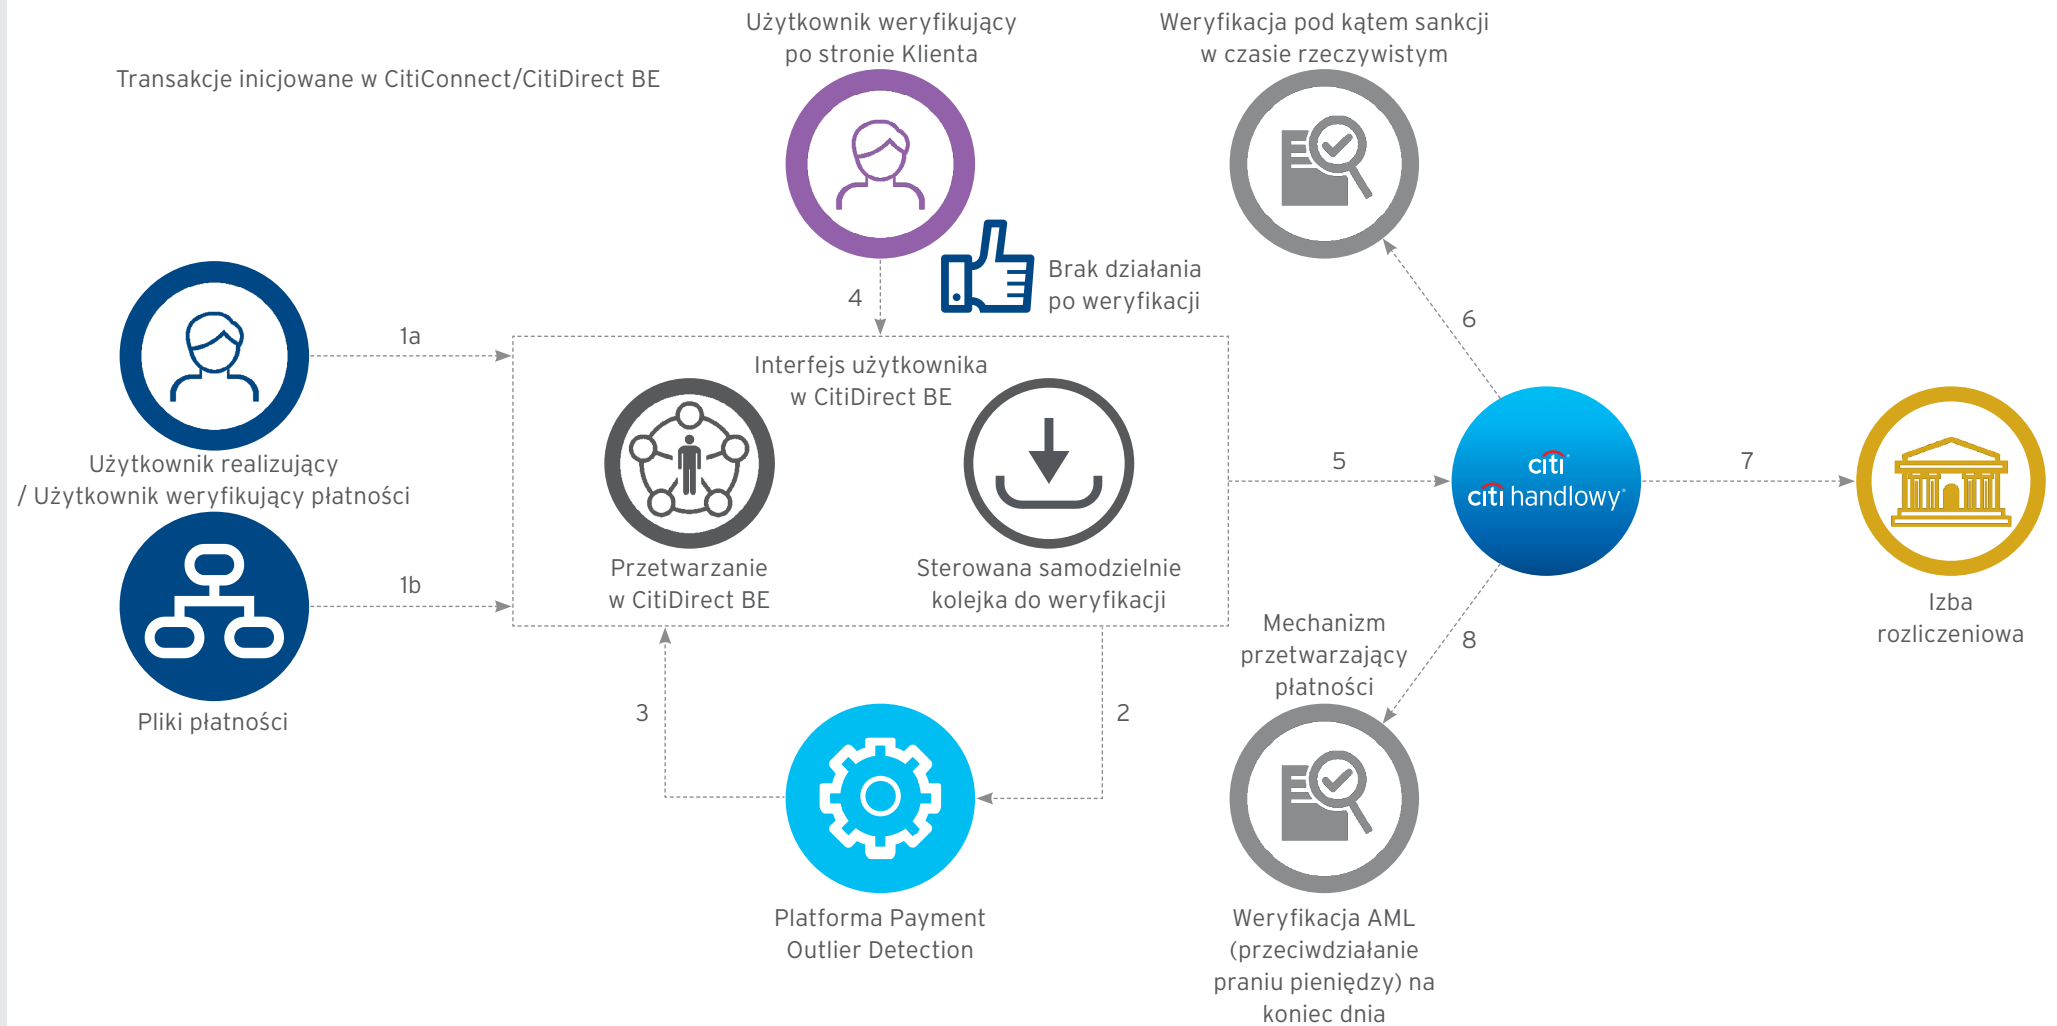 Transakcje inicjowane w CitiConnect/CitiDirect BE
Użytkownik weryfikujący
po stronie Klienta
Weryfikacja pod kątem sankcji
w czasie rzeczywistym
Brak działania
po weryfikacji
4
6
1a
Użytkownik realizujący
/ Użytkownik weryfikujący płatności
1b
Pliki płatności
Interfejs użytkownika
w CitiDirect BE
Przetwarzanie
w CitiDirect BE
Sterowana samodzielnie
kolejka do weryfikacji
5
citi
citi handlowy®
7
Izba
rozliczeniowa
3
2
Platforma Payment
Outlier Detection
8
Mechanizm
przetwarzający
płatności
Weryfikacja AML
(przeciwdziałanie
praniu pieniędzy) na
koniec dnia